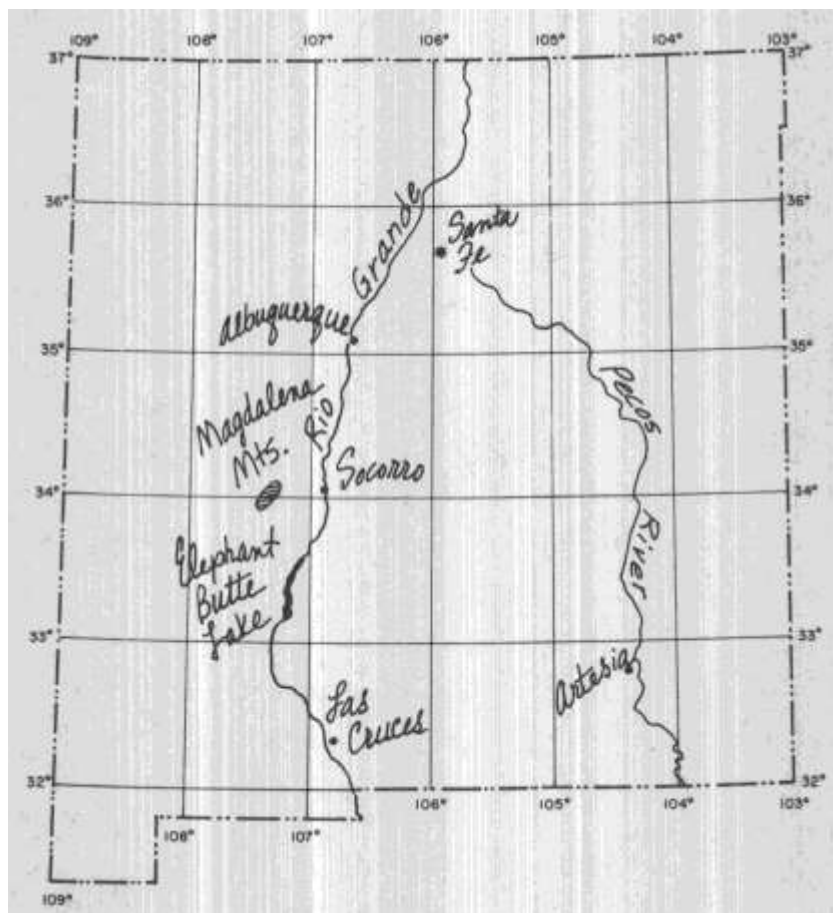 109° 108° 107° 106° 105° 104° 103°
37° 37°
36° 36°
Grande
Santa
Fe
Albuquerque
35° 35°
Pecos
Magdalena
Mts.
Rio
Socorro
34° 34°
River
Elephant
Butte
Lake
33° 33°
Artesia
Las
Cruces
32° 32°
106° 105° 104° 103°
108° 107°
109°